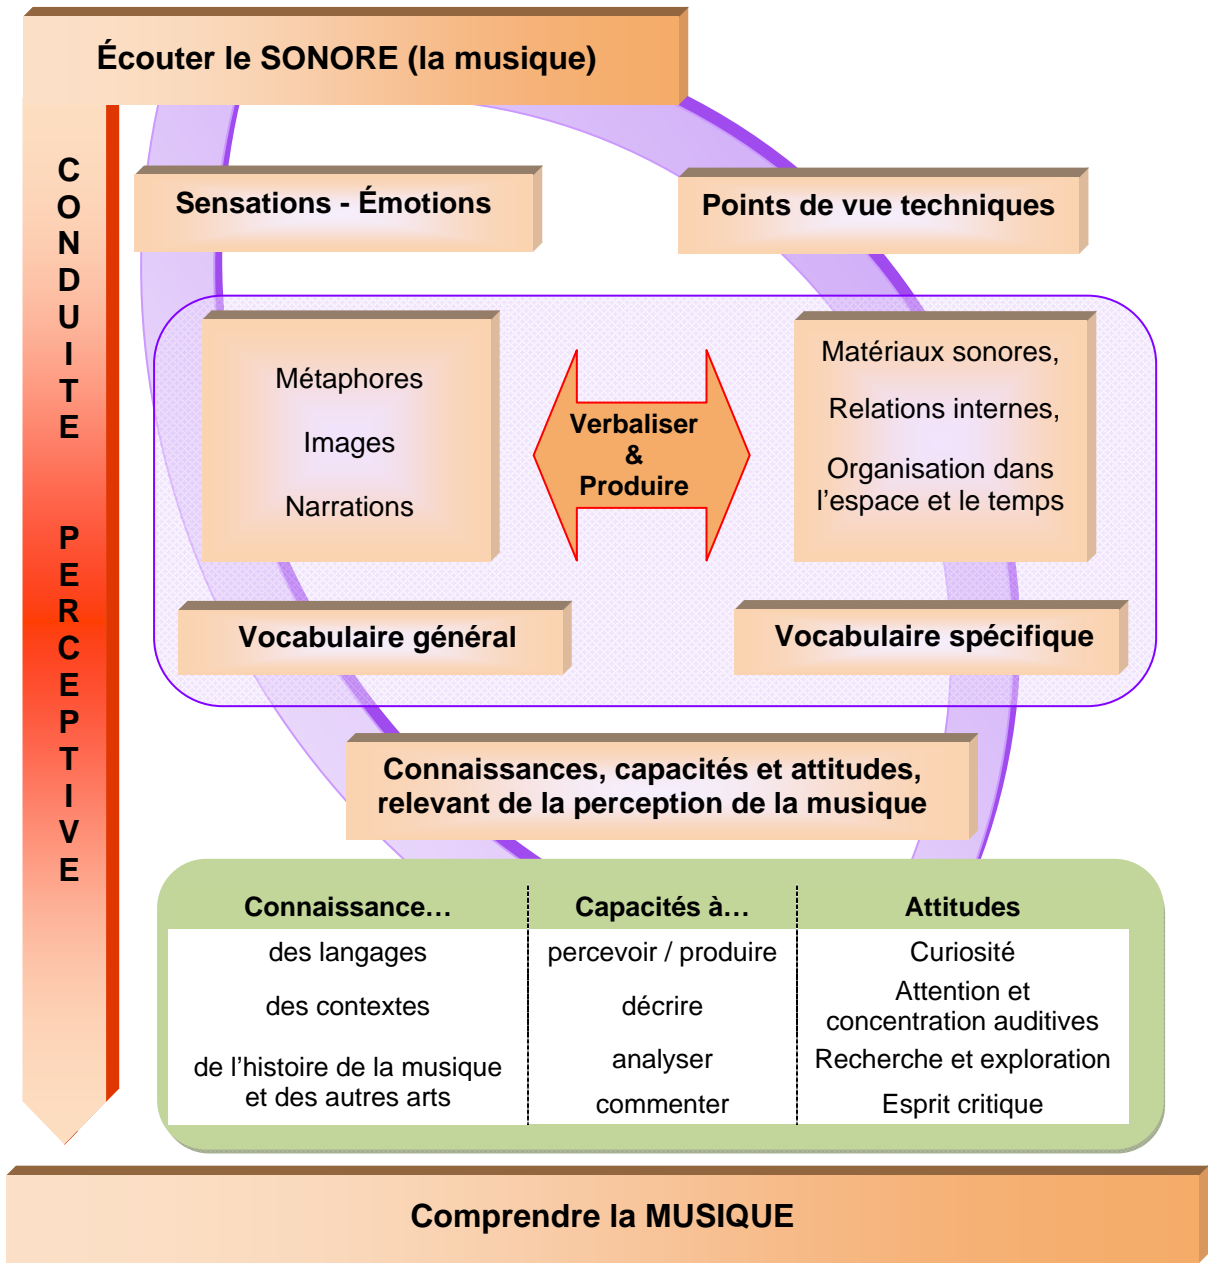 Écouter le SONORE (la musique)
CONDUITE PERCEPTIVE
Sensations - Émotions
Points de vue techniques
Métaphores
Images
Narrations
Verbaliser
&
Produire
Matériaux sonores,
Relations internes,
Organisation dans
l’espace et le temps
Vocabulaire général
Vocabulaire spécifique
Connaissances, capacités et attitudes,
relevant de la perception de la musique
Connaissance…
des langages
des contextes
de l’histoire de la musique
et des autres arts
Capacités à…
percevoir / produire
décrire
analyser
commenter
Attitudes
Curiosité
Attention et
concentration auditives
Recherche et exploration
Esprit critique
Comprendre la MUSIQUE